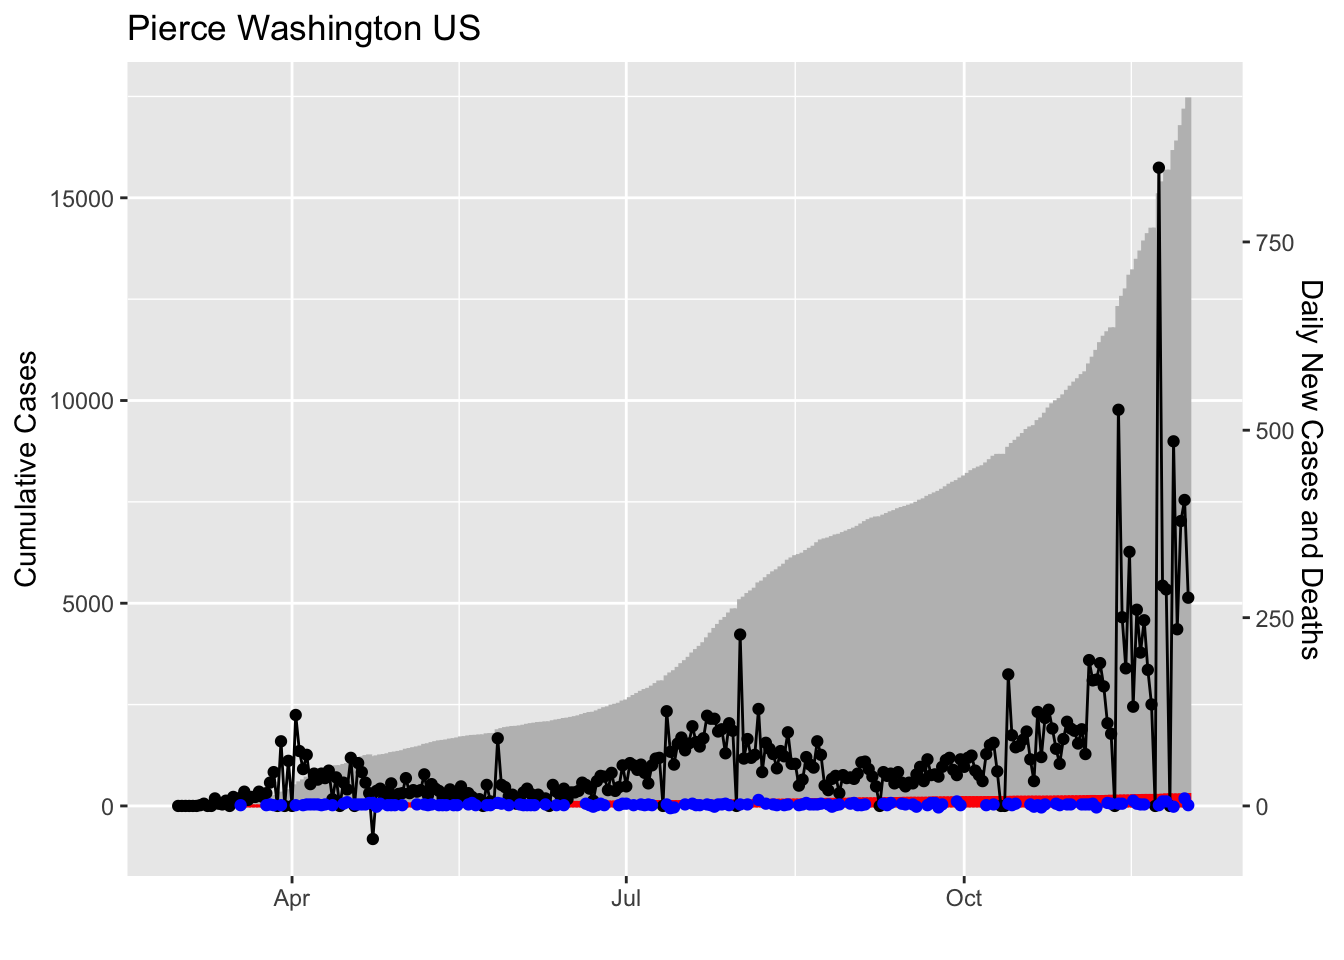 Pierce Washington US
15000
10000
5000
0
Cumulative Cases
750
500
250
0
Daily New Cases and Deaths
Apr
Jul
Oct